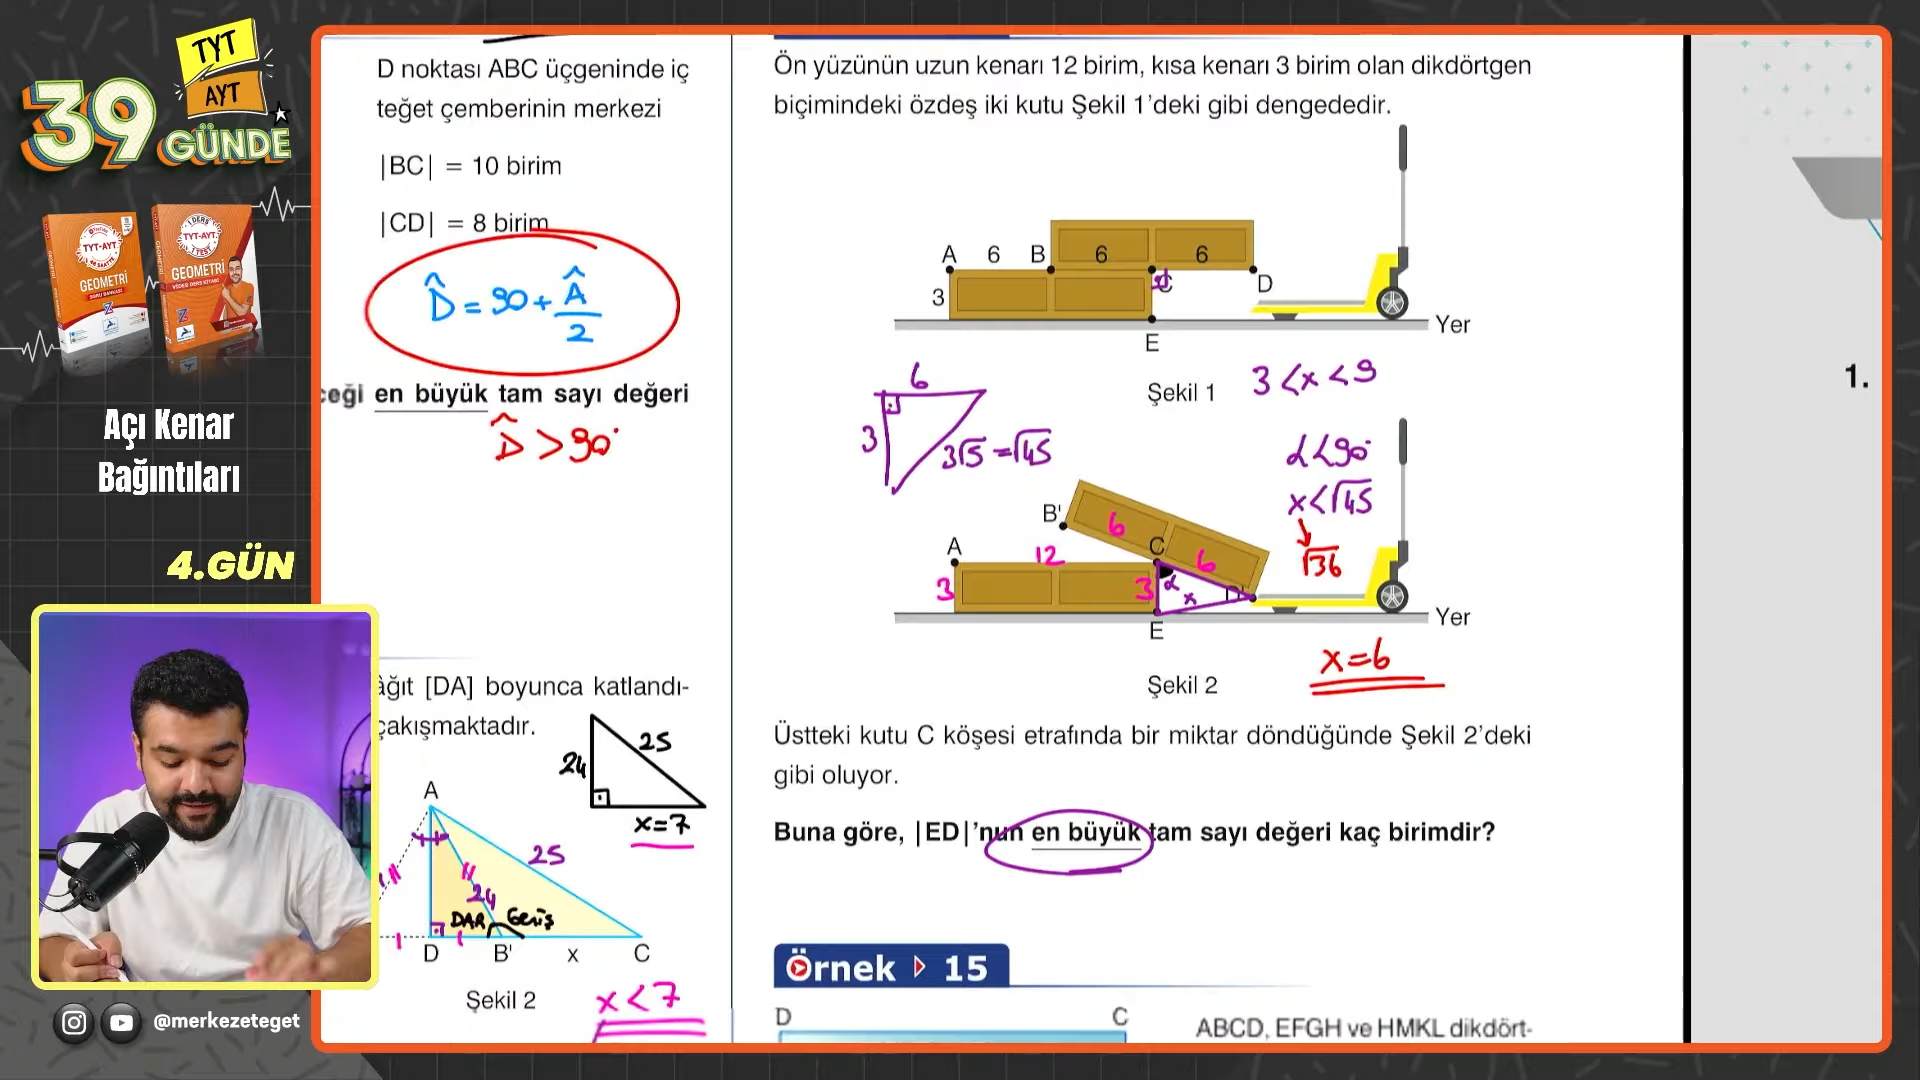 TYT
AYT
39
GÜNDE
TYT-AYT
GEOMETRİ
TYT-AYT
GEOMETRİ
Açı Kenar
Bağıntıları
4.GÜN
@merkezeteget
D noktası ABC üçgeninde iç
teğet çemberinin merkezi
|BC| = 10 birim
|CD| = 8 birim
D̂ = 90 + Â/2
ceği en büyük tam sayı değeri
D̂ > 90°
âğıt [DA] boyunca katlandı-
çakışmaktadır.
24
25
x=7
A
25
24
DAR
Geniş
D
B'
x
C
Şekil 2
x < 7
Ön yüzünün uzun kenarı 12 birim, kısa kenarı 3 birim olan dikdörtgen
biçimindeki özdeş iki kutu Şekil 1'deki gibi dengededir.
A 6 B 6 6
3
C
D
E
Yer
Şekil 1
3 < x < 9
6
3
3√5 = √45
α < 90°
x < √45
√36
B'
6
A
12
C
6
3
3
α
x
D'
E
Yer
x = 6
Şekil 2
Üstteki kutu C köşesi etrafında bir miktar döndüğünde Şekil 2'deki
gibi oluyor.
Buna göre, |ED|'nun en büyük tam sayı değeri kaç birimdir?
Örnek 15
D
C
ABCD, EFGH ve HMKL dikdört-
1.